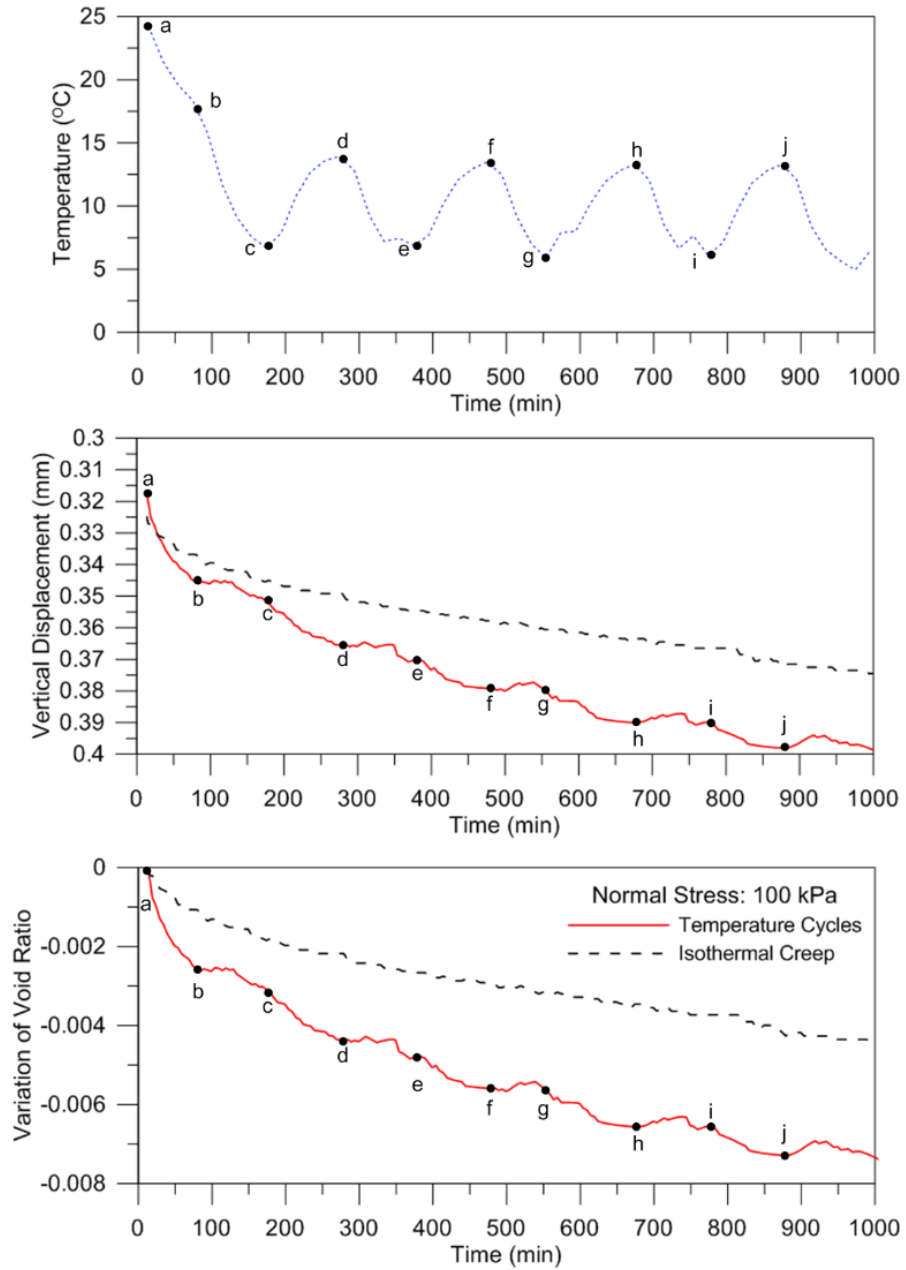 25
20
15
10
5
0
Temperature (ºC)
a
b
c
d
e
f
g
h
i
j
0 100 200 300 400 500 600 700 800 900 1000
Time (min)
0.3
0.31
0.32
0.33
0.34
0.35
0.36
0.37
0.38
0.39
0.4
Vertical Displacement (mm)
a
b
c
d
e
f
g
h
i
j
0 100 200 300 400 500 600 700 800 900 1000
Time (min)
0
-0.002
-0.004
-0.006
-0.008
Variation of Void Ratio
Normal Stress: 100 kPa
Temperature Cycles
Isothermal Creep
a
b
c
d
e
f
g
h
i
j
0 100 200 300 400 500 600 700 800 900 1000
Time (min)